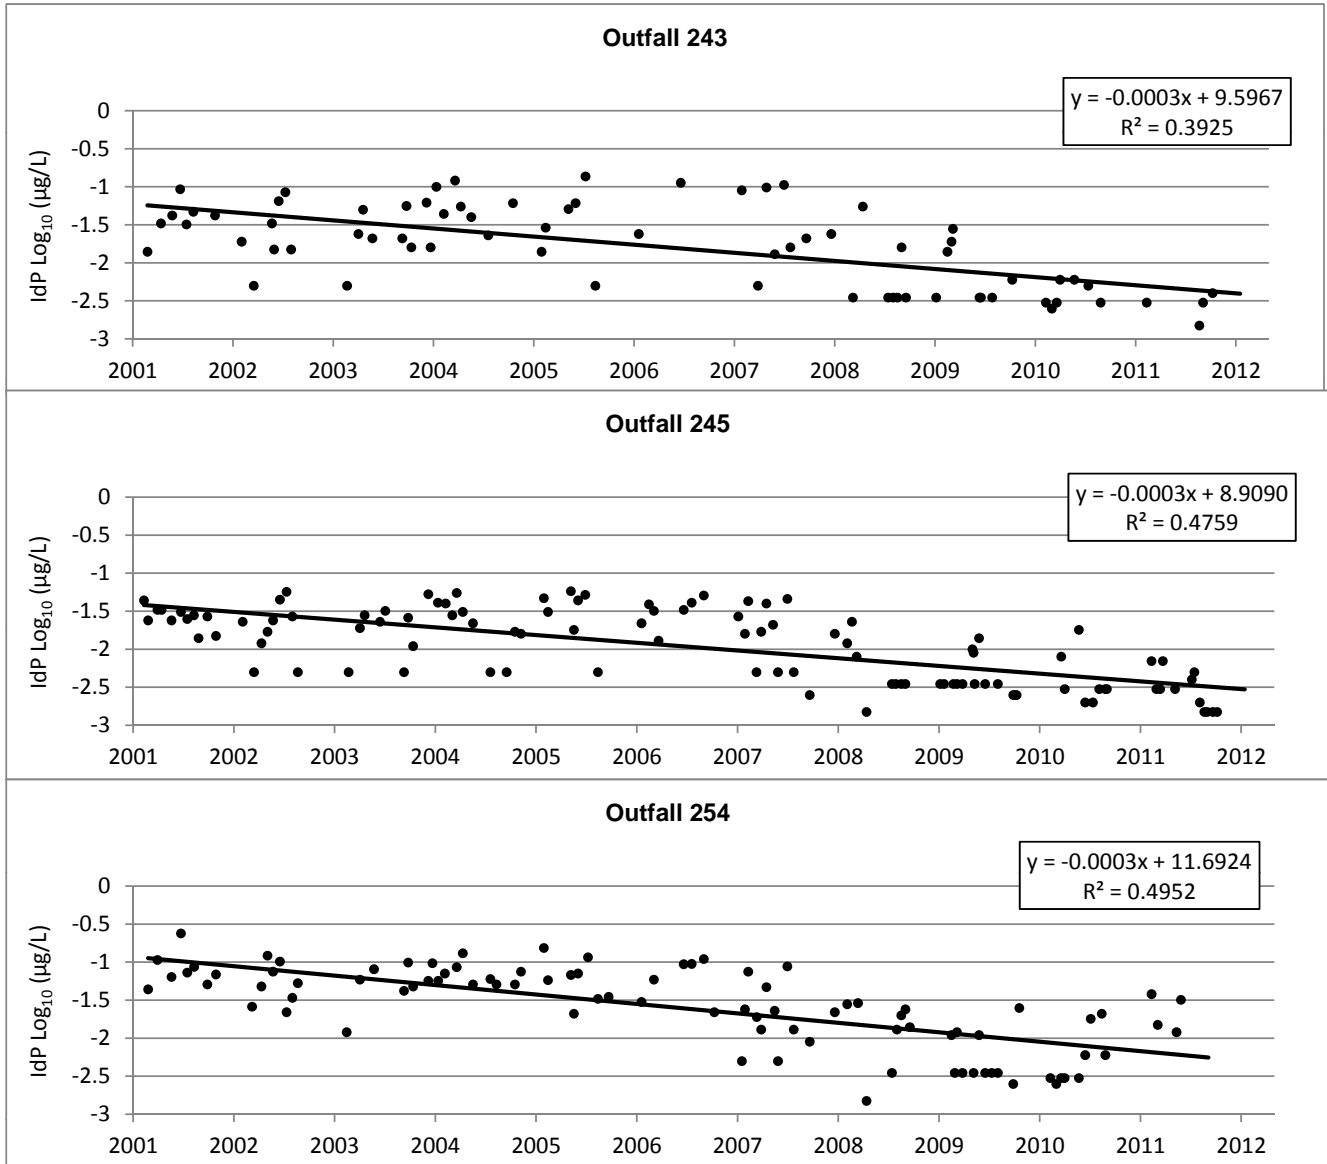 Outfall 243
y = -0.0003x + 9.5967
R² = 0.3925
IdP Log₁₀ (µg/L)
0
-0.5
-1
-1.5
-2
-2.5
-3
2001 2002 2003 2004 2005 2006 2007 2008 2009 2010 2011 2012
Outfall 245
y = -0.0003x + 8.9090
R² = 0.4759
IdP Log₁₀ (µg/L)
0
-0.5
-1
-1.5
-2
-2.5
-3
2001 2002 2003 2004 2005 2006 2007 2008 2009 2010 2011 2012
Outfall 254
y = -0.0003x + 11.6924
R² = 0.4952
IdP Log₁₀ (µg/L)
0
-0.5
-1
-1.5
-2
-2.5
-3
2001 2002 2003 2004 2005 2006 2007 2008 2009 2010 2011 2012